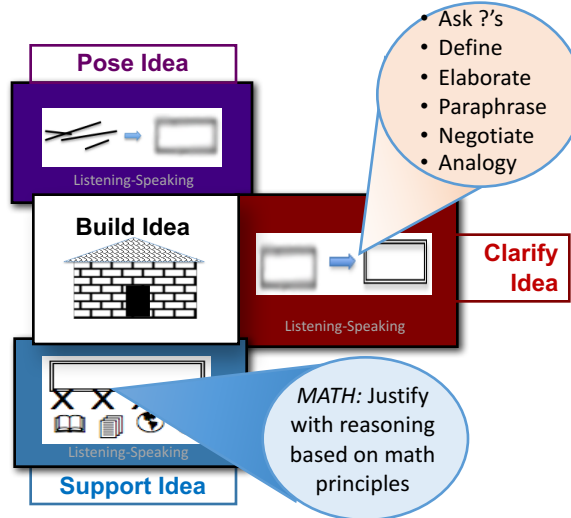 Pose Idea
Listening-Speaking
• Ask ?'s
• Define
• Elaborate
• Paraphrase
• Negotiate
• Analogy
Build Idea
Clarify
Idea
Listening-Speaking
MATH: Justify
with reasoning
based on math
principles
Listening-Speaking
Support Idea